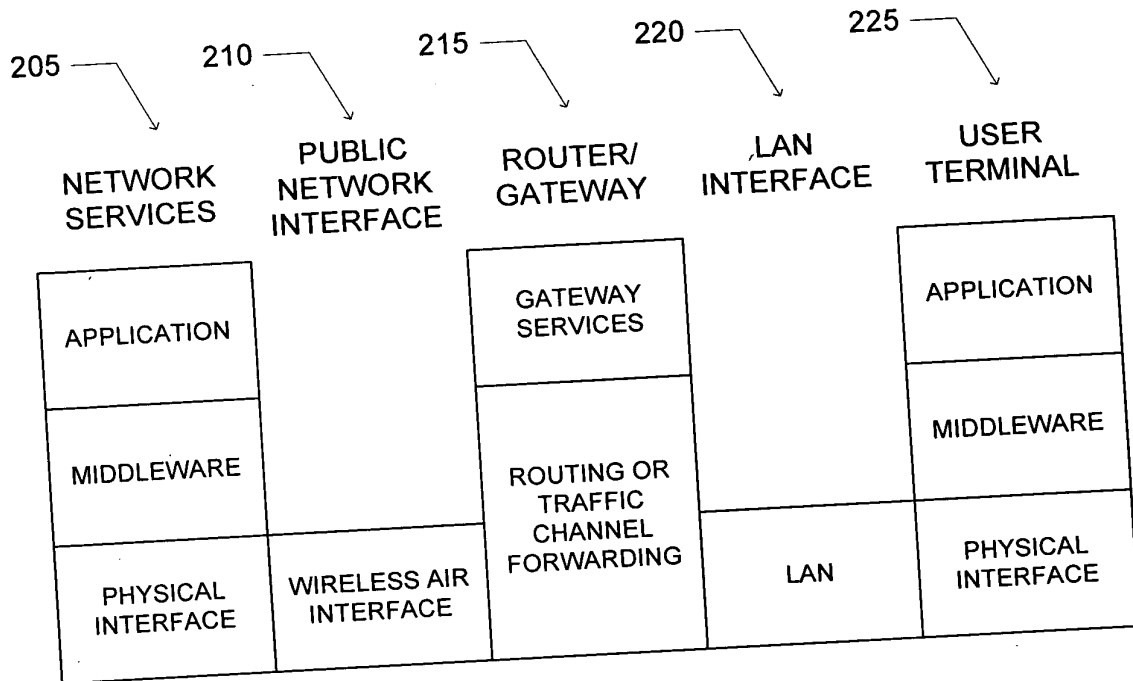 205
210
215
220
225
NETWORK
SERVICES
PUBLIC
NETWORK
INTERFACE
ROUTER/
GATEWAY
LAN
INTERFACE
USER
TERMINAL
APPLICATION
MIDDLEWARE
PHYSICAL
INTERFACE
WIRELESS AIR
INTERFACE
GATEWAY
SERVICES
ROUTING OR
TRAFFIC
CHANNEL
FORWARDING
LAN
APPLICATION
MIDDLEWARE
PHYSICAL
INTERFACE